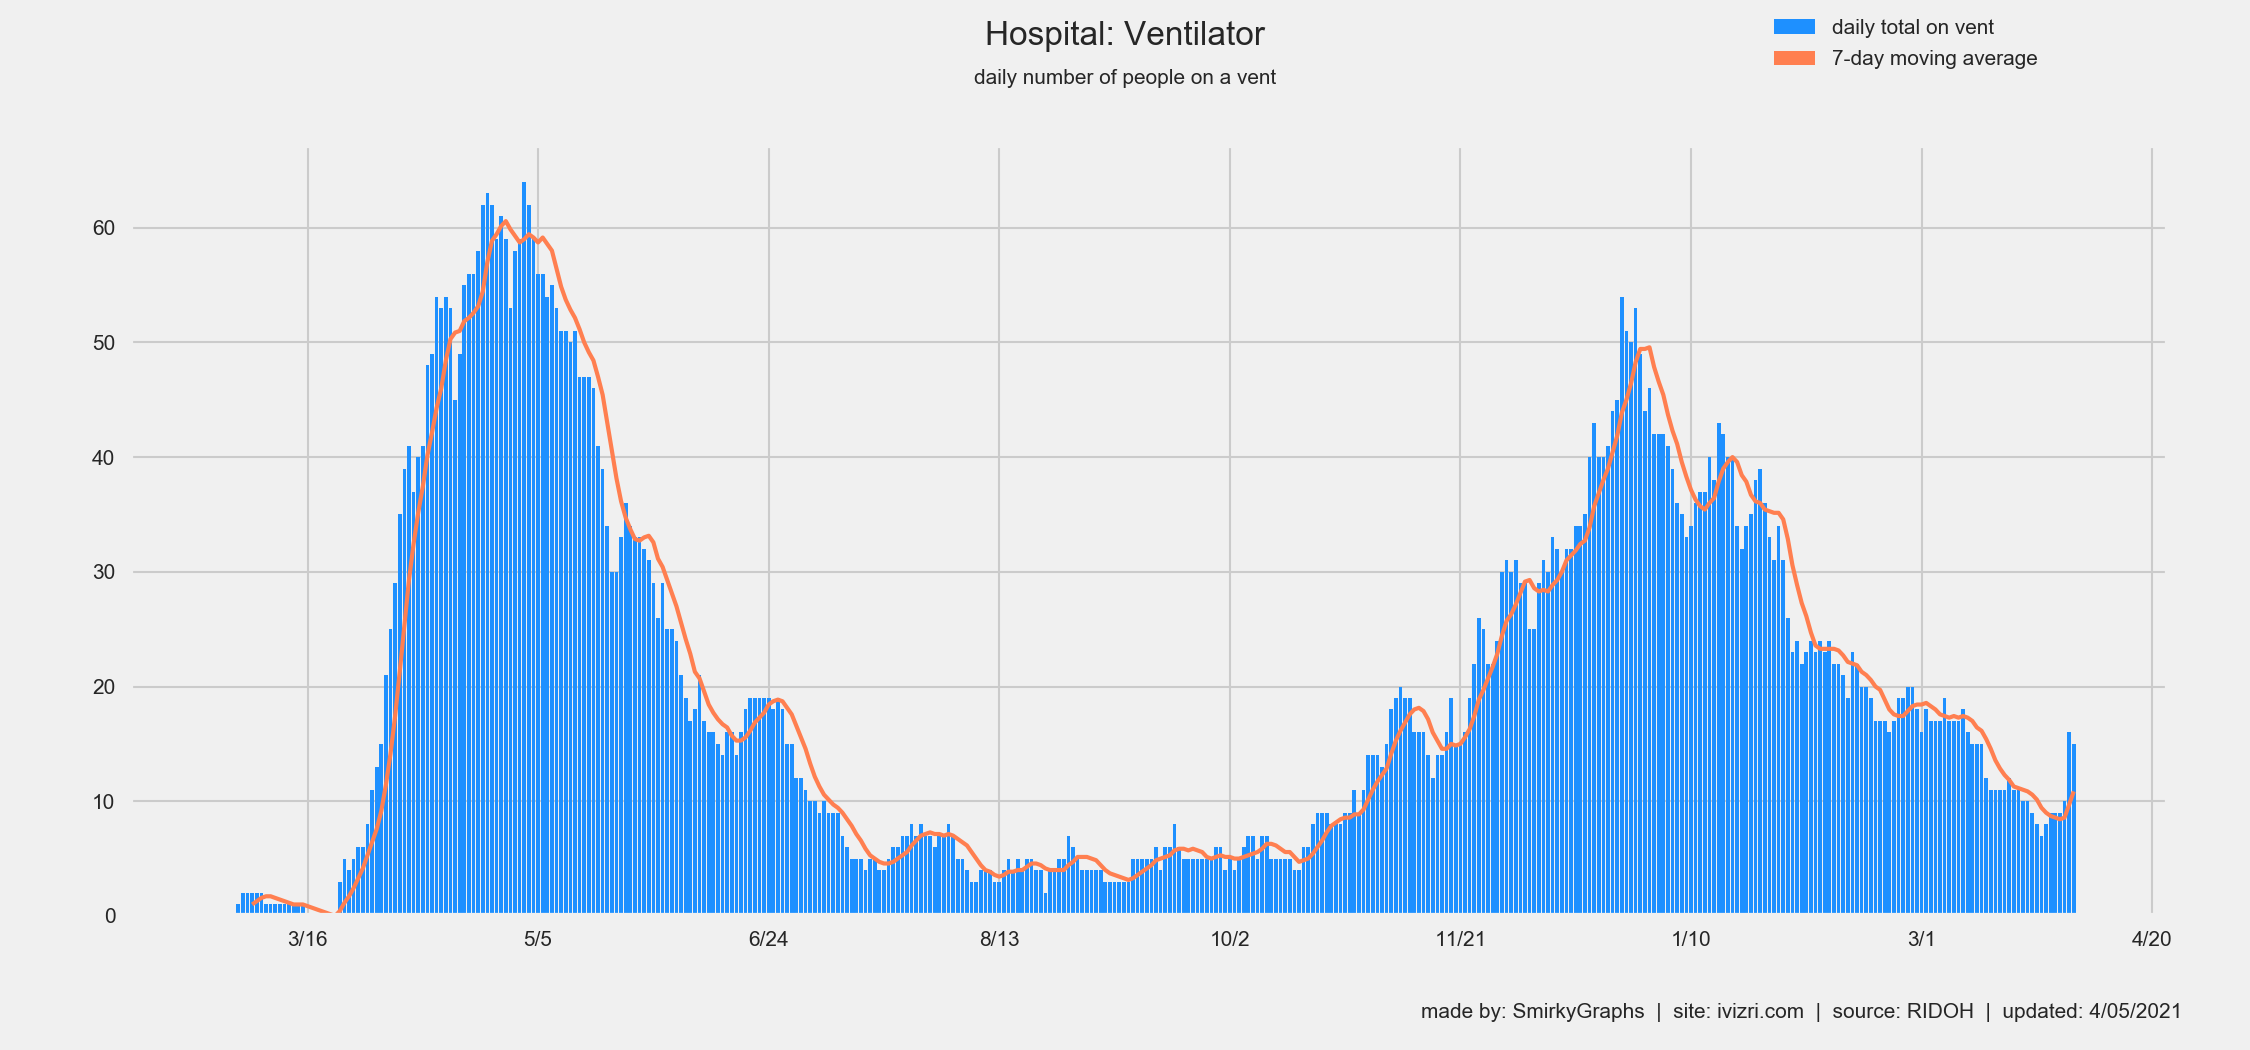 Hospital: Ventilator
daily number of people on a vent
daily total on vent
7-day moving average
60
50
40
30
20
10
0
3/16 5/5 6/24 8/13 10/2 11/21 1/10 3/1 4/20
made by: SmirkyGraphs | site: ivizri.com | source: RIDOH | updated: 4/05/2021